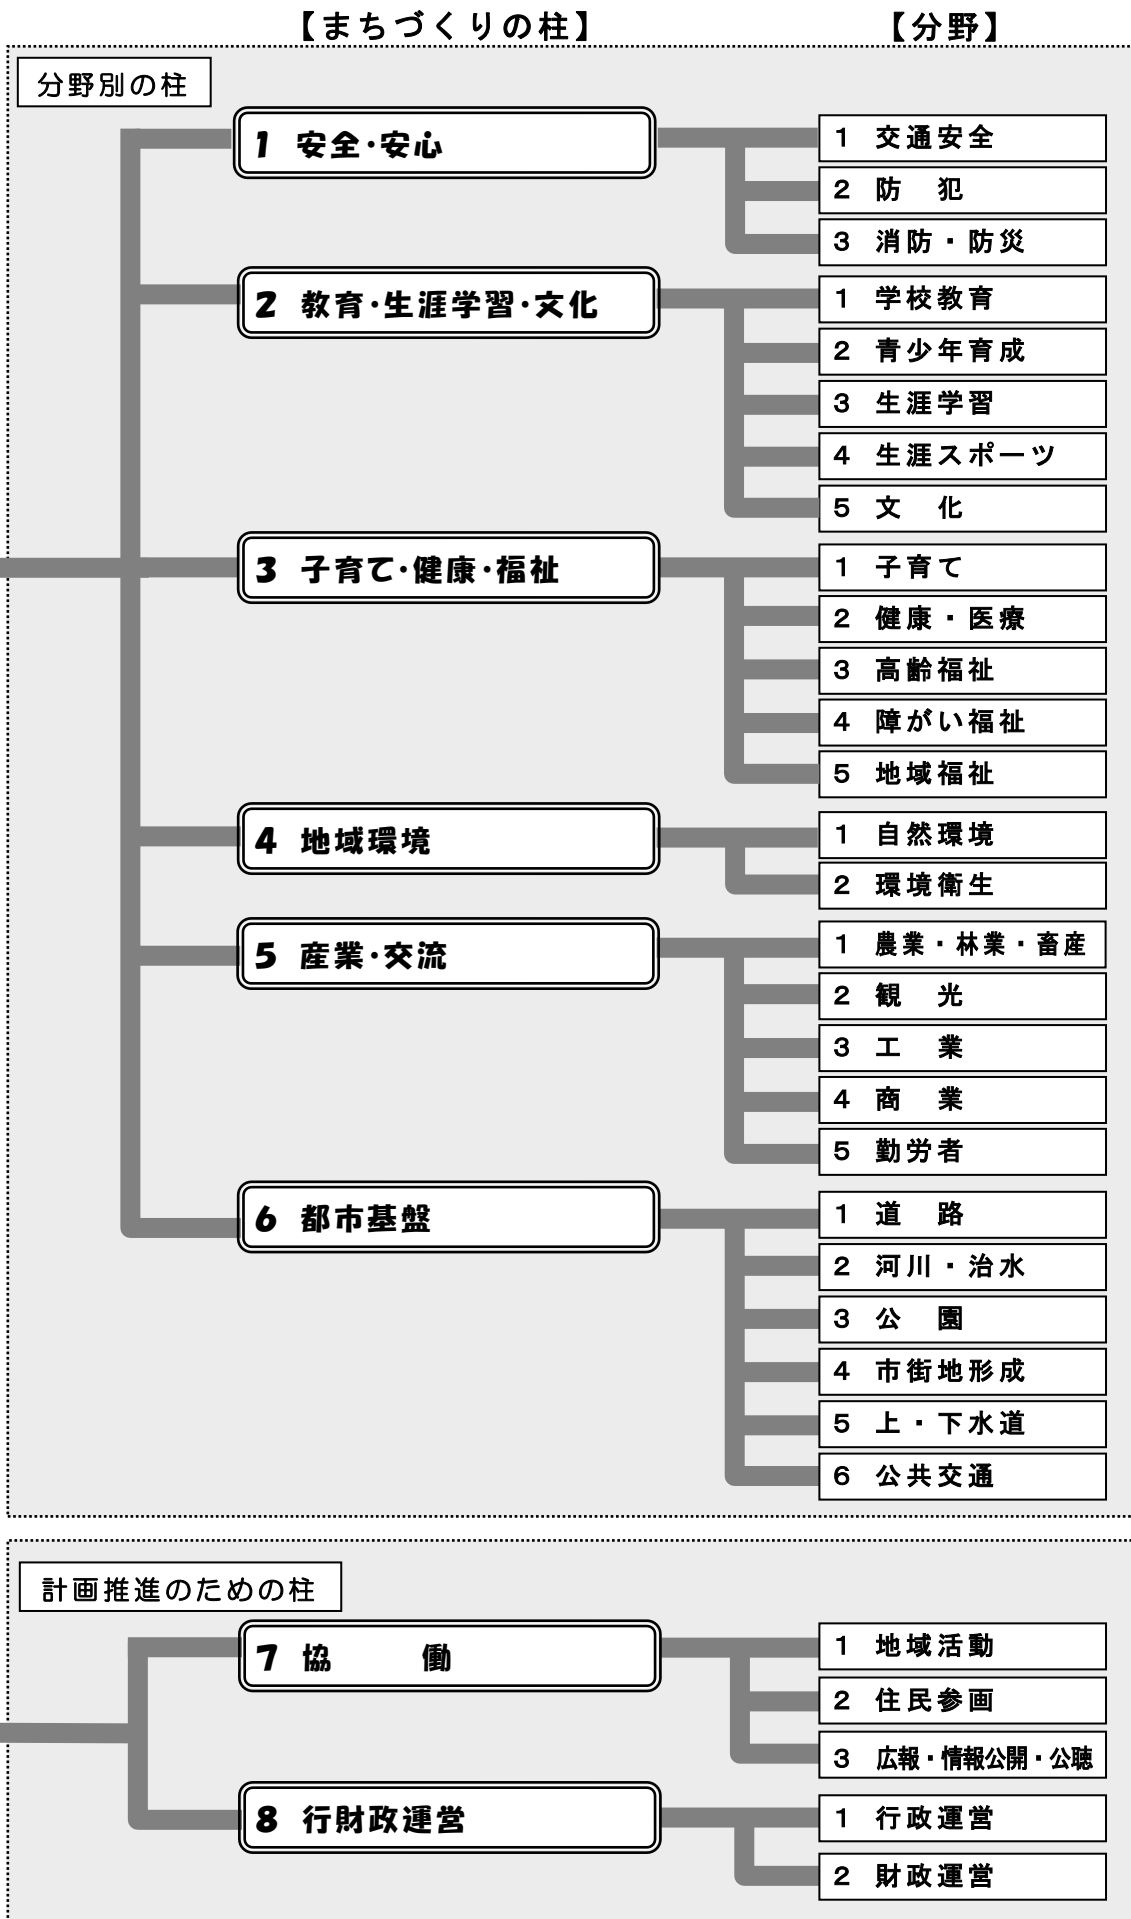 【まちづくりの柱】 【分野】
分野別の柱
1 安全・安心
1 交通安全
2 防　犯
3 消防・防災
2 教育・生涯学習・文化
1 学校教育
2 青少年育成
3 生涯学習
4 生涯スポーツ
5 文　化
3 子育て・健康・福祉
1 子育て
2 健康・医療
3 高齢福祉
4 障がい福祉
5 地域福祉
4 地域環境
1 自然環境
2 環境衛生
5 産業・交流
1 農業・林業・畜産
2 観　光
3 工　業
4 商　業
5 勤労者
6 都市基盤
1 道　路
2 河川・治水
3 公　園
4 市街地形成
5 上・下水道
6 公共交通
計画推進のための柱
7 協　　働
1 地域活動
2 住民参画
3 広報・情報公開・公聴
8 行財政運営
1 行政運営
2 財政運営